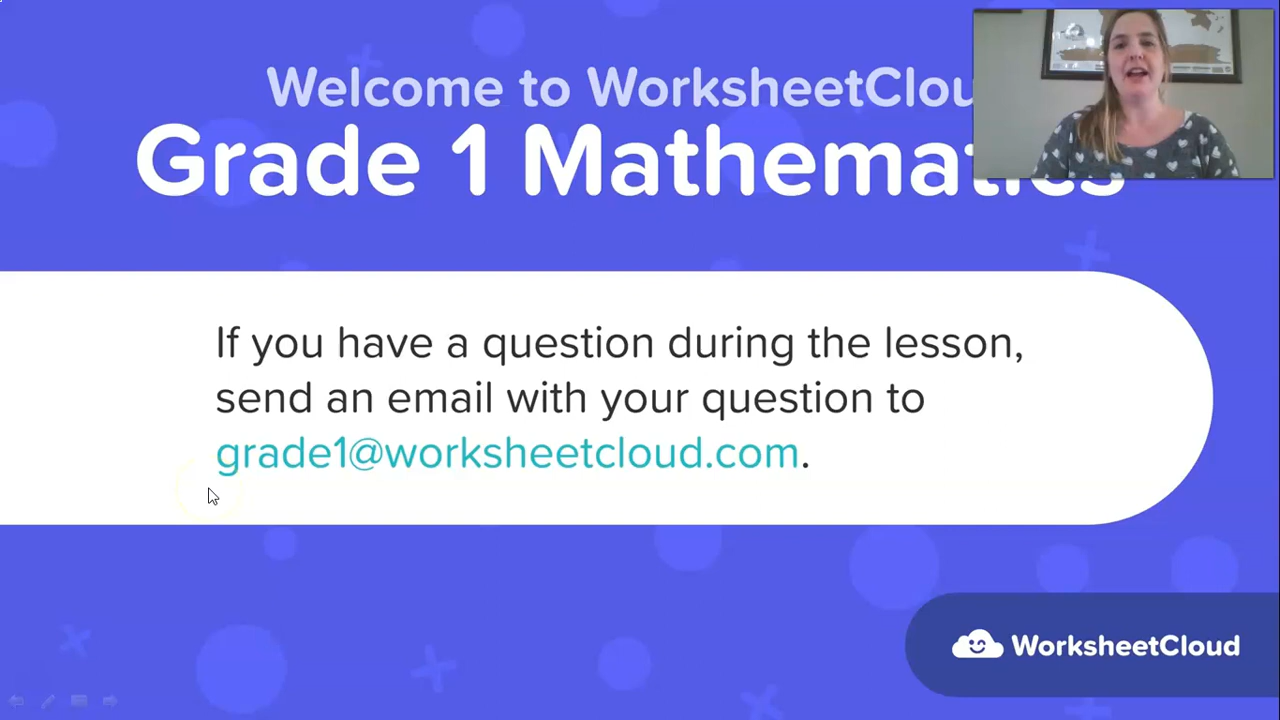 Welcome to WorksheetClou
Grade 1 Mathematics
If you have a question during the lesson,
send an email with your question to
grade1@worksheetcloud.com.
WorksheetCloud